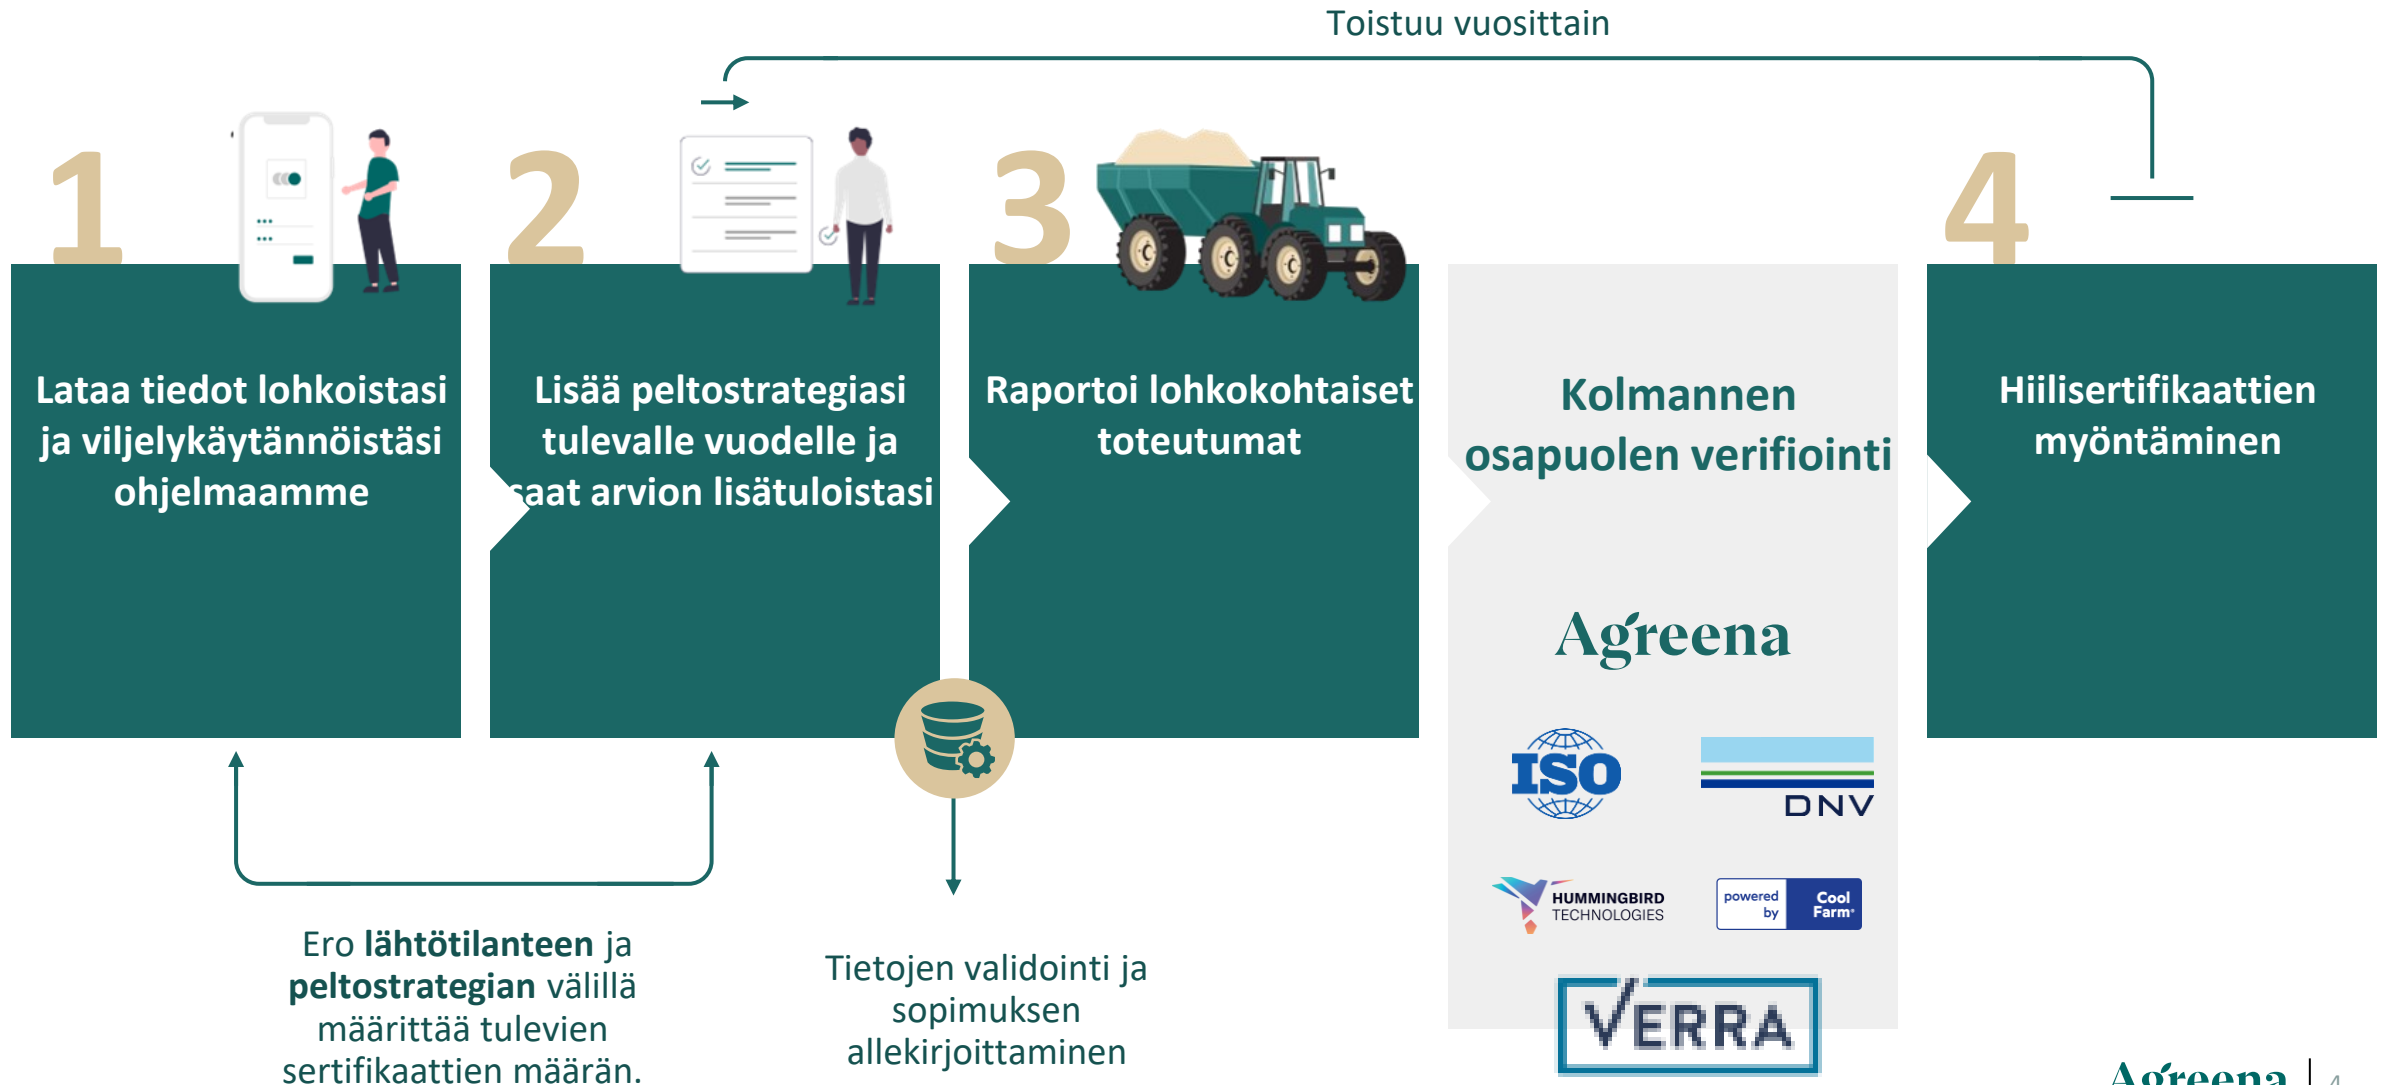 Toistuu vuosittain
1
2
3
4
Lataa tiedot lohkoistasi
ja viljelykäytännöistäsi
ohjelmaamme
Lisää peltostrategiasi
tulevalle vuodelle ja
saat arvion lisätuloistasi
Raportoi lohkokohtaiset
toteutumat
Kolmannen
osapuolen verifiointi
Hiilisertifikaattien
myöntäminen
Agreena
ISO
DNV
HUMMINGBIRD
TECHNOLOGIES
powered
by
Cool
Farm
VERRA
Ero lähtötilanteen ja
peltostrategian välillä
määrittää tulevien
sertifikaattien määrän.
Tietojen validointi ja
sopimuksen
allekirjoittaminen
Agreena
4